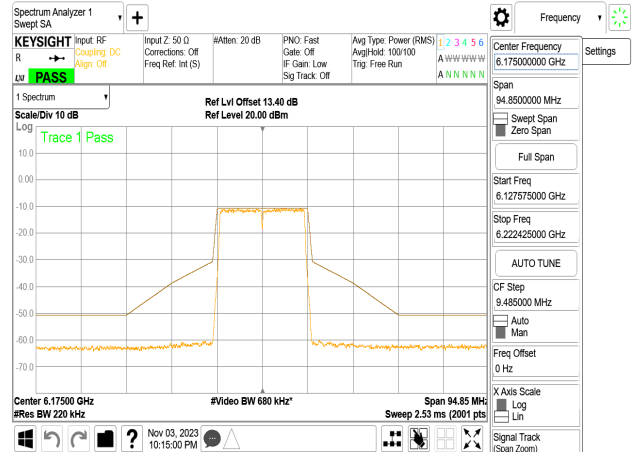 Spectrum Analyzer 1
Swept SA
Frequency
KEYSIGHT
R
LXI PASS
Input: RF
Coupling: DC
Align: Off
Input Z: 50 Ω
Corrections: Off
Freq Ref: Int (S)
#Atten: 20 dB
PNO: Fast
Gate: Off
IF Gain: Low
Sig Track: Off
Avg Type: Power (RMS)
Avg|Hold: 100/100
Trig: Free Run
1 2 3 4 5 6
A W W W W W
A N N N N N
Center Frequency
6.175000000 GHz
Settings
Span
94.8500000 MHz
Swept Span
Zero Span
Full Span
Start Freq
6.127575000 GHz
Stop Freq
6.222425000 GHz
AUTO TUNE
CF Step
9.485000 MHz
Auto
Man
Freq Offset
0 Hz
X Axis Scale
Log
Lin
Signal Track
(Span Zoom)
1 Spectrum
Scale/Div 10 dB
Ref Lvl Offset 13.40 dB
Ref Level 20.00 dBm
Log
Trace 1 Pass
10.0
0.00
-10.0
-20.0
-30.0
-40.0
-50.0
-60.0
-70.0
Center 6.17500 GHz
#Res BW 220 kHz
#Video BW 680 kHz*
Span 94.85 MHz
Sweep 2.53 ms (2001 pts
?
Nov 03, 2023
10:15:00 PM